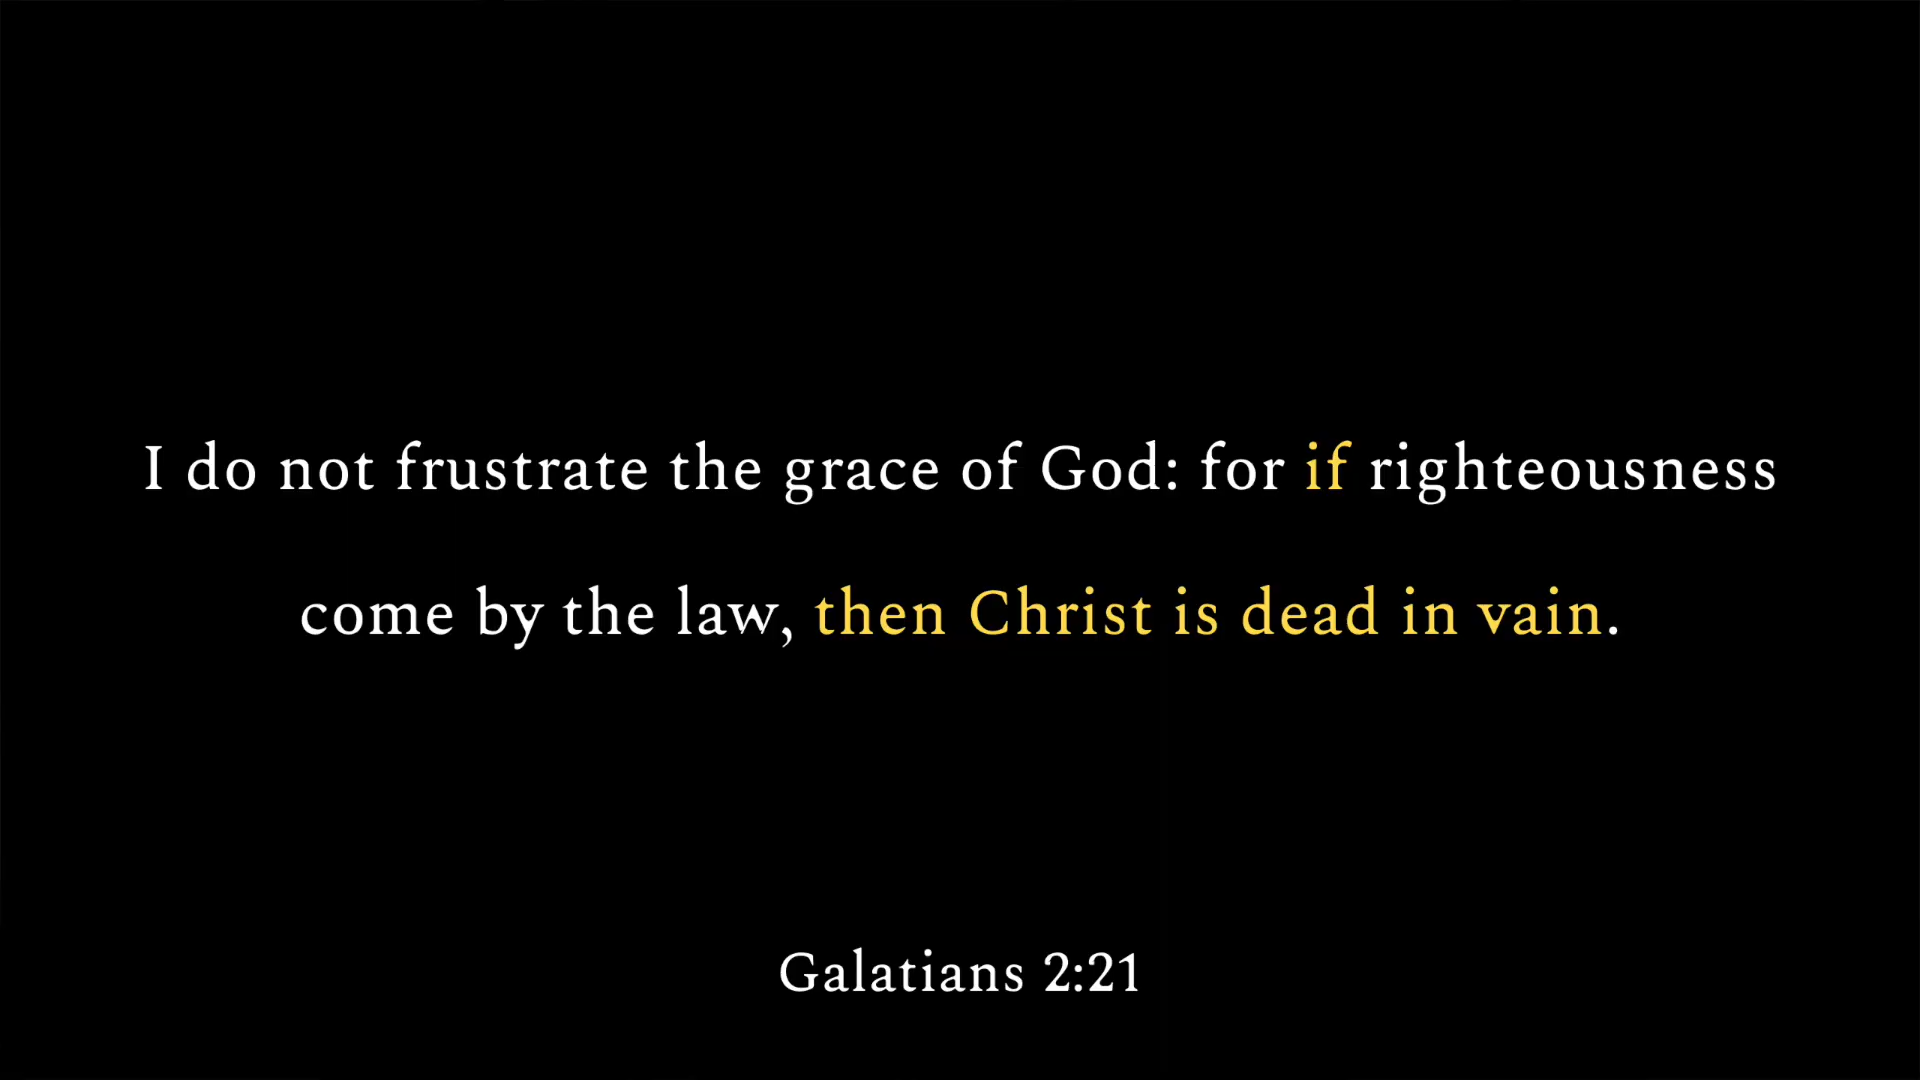 I do not frustrate the grace of God: for if righteousness
come by the law, then Christ is dead in vain.
Galatians 2:21